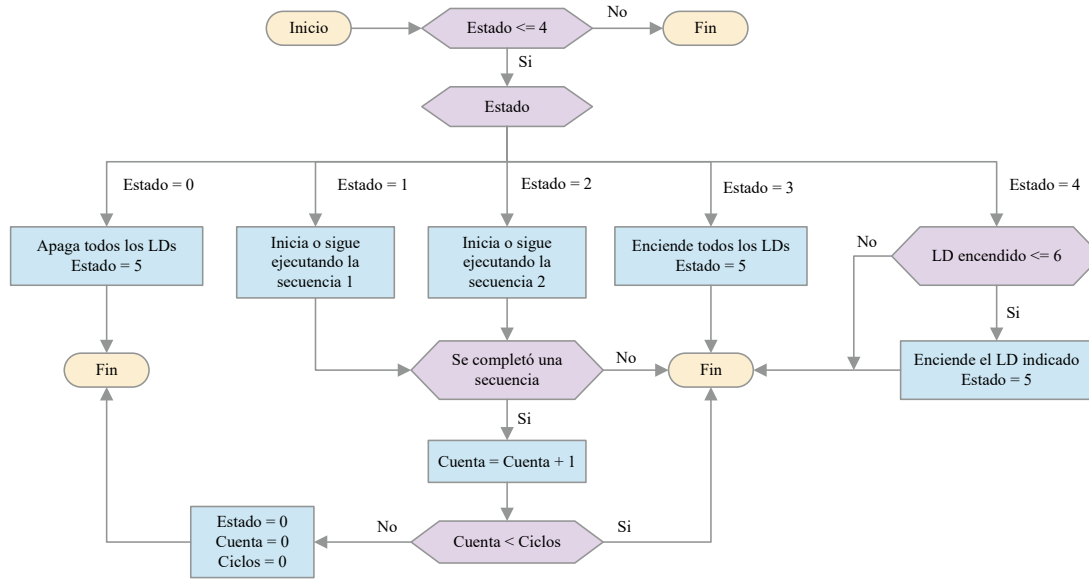 Inicio
Estado <= 4
No
Fin
Si
Estado
Estado = 0
Estado = 1
Estado = 2
Estado = 3
Estado = 4
Apaga todos los LDs
Estado = 5
Inicia o sigue
ejecutando la
secuencia 1
Inicia o sigue
ejecutando la
secuencia 2
Enciende todos los LDs
Estado = 5
No
LD encendido <= 6
Si
Fin
Se completó una
secuencia
No
Fin
Enciende el LD indicado
Estado = 5
Si
Cuenta = Cuenta + 1
Estado = 0
Cuenta = 0
Ciclos = 0
No
Cuenta < Ciclos
Si